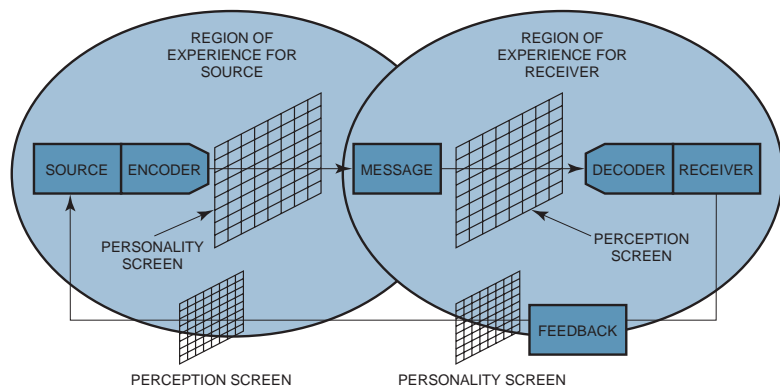 REGION OF
EXPERIENCE FOR
SOURCE
REGION OF
EXPERIENCE FOR
RECEIVER
SOURCE
ENCODER
MESSAGE
DECODER
RECEIVER
PERSONALITY
SCREEN
PERCEPTION
SCREEN
FEEDBACK
PERCEPTION SCREEN
PERSONALITY SCREEN